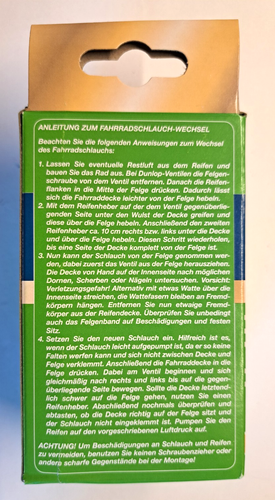 ANLEITUNG ZUM FAHRRADSCHLAUCH-WECHSEL
Beachten Sie die folgenden Anweisungen zum Wechsel
des Fahrradschlauchs:
1. Lassen Sie eventuelle Restluft aus dem Reifen und
bauen Sie das Rad aus. Bei Dunlop-Ventilen die Felgen-
schraube vom Ventil entfernen. Danach die Reifen-
flanken in die Mitte der Felge drücken. Dadurch lässt
sich die Fahrraddecke leichter von der Felge hebeln.
2. Mit dem Reifenheber auf der dem Ventil gegenüber-
liegenden Seite unter den Wulst der Decke greifen und
diese über die Felge hebeln. Anschließend den zweiten
Reifenheber ca. 10 cm rechts bzw. links unter die Decke
und über die Felge hebeln. Diesen Schritt wiederholen,
bis eine Seite der Decke komplett von der Felge ist.
3. Nun kann der Schlauch von der Felge genommen wer-
den, dabei zuerst das Ventil aus der Felge herausziehen.
Die Decke von Hand auf der Innenseite nach möglichen
Dornen, Scherben oder Nägeln untersuchen. Vorsicht:
Verletzungsgefahr! Alternativ mit etwas Watte über die
Innenseite streichen, die Wattefasern bleiben an Fremd-
körpern hängen. Entfernen Sie nun etwaige Fremd-
körper aus der Reifendecke. Überprüfen Sie unbedingt
auch das Felgenband auf Beschädigungen und festen
Sitz.
4. Setzen Sie den neuen Schlauch ein. Hilfreich ist es,
wenn der Schlauch leicht aufgepumpt ist, da er so keine
Falten werfen kann und sich nicht zwischen Decke und
Felge verklemmt. Anschließend die Fahrraddecke in die
Felge drücken. Dabei am Ventil beginnen und sich
gleichmäßig nach rechts und links bis auf die gegen-
überliegende Seite bewegen. Sollte die Decke letztend-
lich schwer auf die Felge gehen, nutzen Sie einen
Reifenheber. Abschließend nochmals überprüfen und
abtasten, ob die Decke richtig auf der Felge sitzt und
der Schlauch nicht eingeklemmt ist. Pumpen Sie den
Reifen auf den vorgeschriebenen Luftdruck auf.
ACHTUNG! Um Beschädigungen an Schlauch und Reifen
zu vermeiden, benutzen Sie keinen Schraubenzieher oder
andere scharfe Gegenstände bei der Montage!